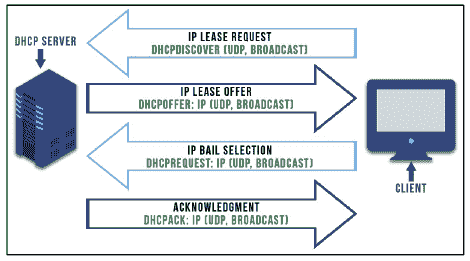 DHCP SERVER
IP LEASE REQUEST
DHCPDISCOVER (UDP, BROADCAST)
IP LEASE OFFER
DHCPOFFER: IP (UDP, BROADCAST)
IP BAIL SELECTION
DHCPREQUEST: IP (UDP, BROADCAST)
ACKNOWLEDGMENT
DHCPACK: IP (UDP, BROADCAST)
CLIENT